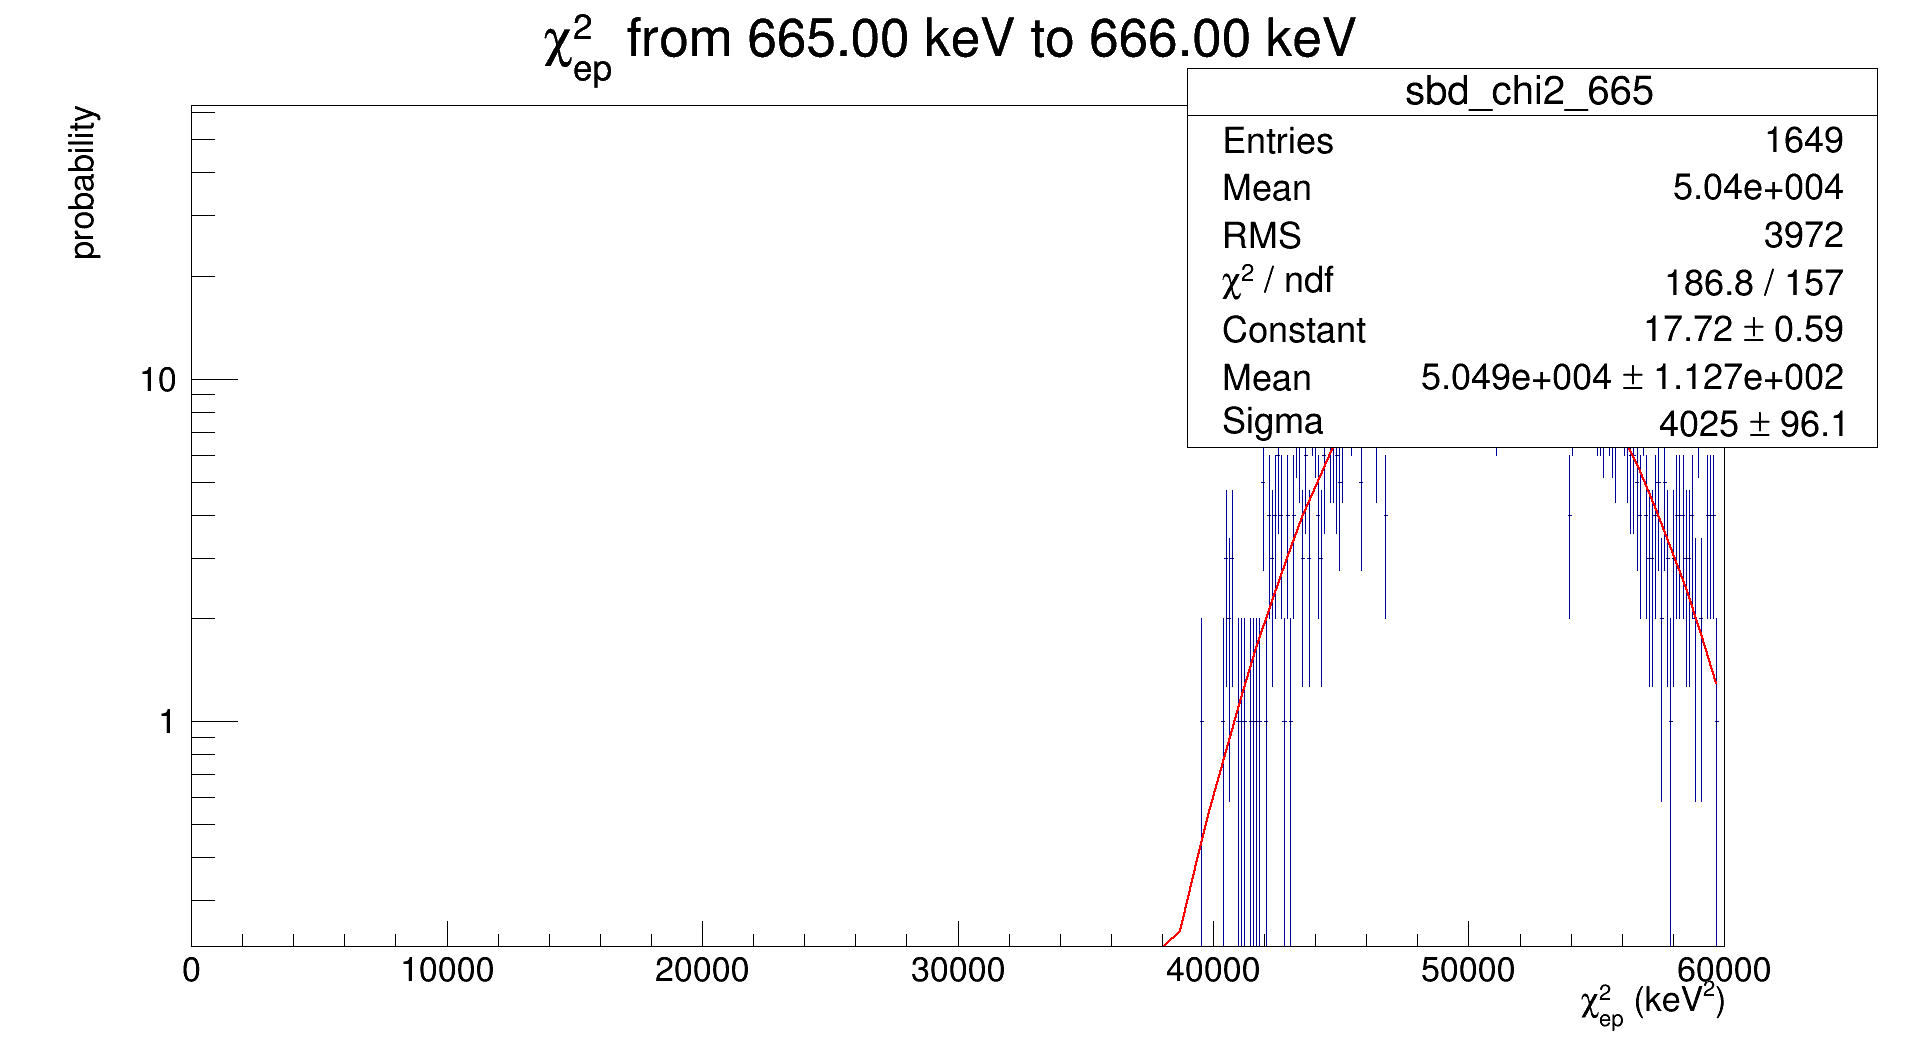 χ²ep from 665.00 keV to 666.00 keV
sbd_chi2_665
Entries 1649
Mean 5.04e+004
RMS 3972
χ² / ndf 186.8 / 157
Constant 17.72 ± 0.59
Mean 5.049e+004 ± 1.127e+002
Sigma 4025 ± 96.1
probability
10
1
0 10000 20000 30000 40000 50000 60000
χ²ep (keV²)